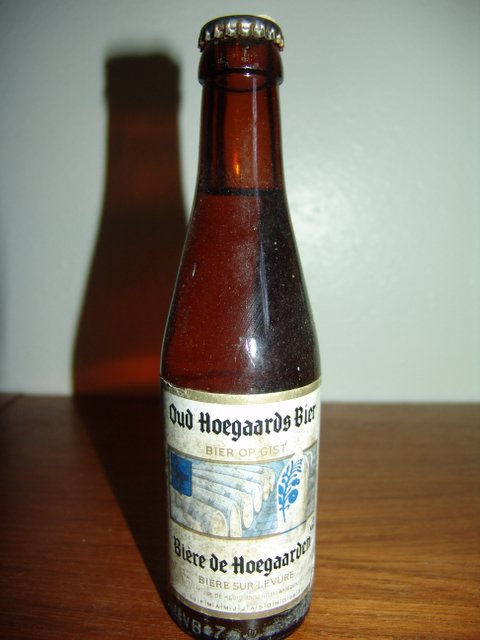 Oud Hoegaards Bier
BIER OP GIST
Bière de Hoegaarden
BIÈRE SUR LEVURE